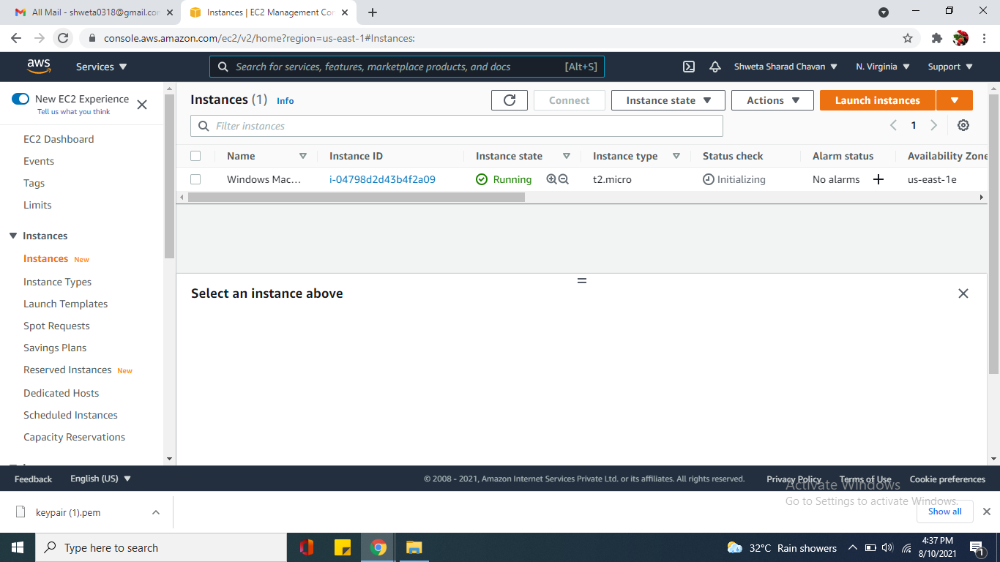 All Mail - shweta0318@gmail.cor
Instances | EC2 Management Cor
console.aws.amazon.com/ec2/v2/home?region=us-east-1#Instances:
aws
Services
Search for services, features, marketplace products, and docs
[Alt+S]
Shweta Sharad Chavan
N. Virginia
Support
New EC2 Experience
Tell us what you think
EC2 Dashboard
Events
Tags
Limits
Instances
Instances New
Instance Types
Launch Templates
Spot Requests
Savings Plans
Reserved Instances New
Dedicated Hosts
Scheduled Instances
Capacity Reservations
Instances (1) Info
Connect
Instance state
Actions
Launch instances
Filter instances
1
Name Instance ID Instance state Instance type Status check Alarm status Availability Zone
Windows Mac... i-04798d2d43b4f2a09 Running t2.micro Initializing No alarms us-east-1e
Select an instance above
Feedback English (US) © 2008 - 2021, Amazon Internet Services Private Ltd. or its affiliates. All rights reserved. Privacy Policy Terms of Use Cookie preferences
Activate Windows
Go to Settings to activate Windows.
keypair (1).pem
Show all
Type here to search
32°C Rain showers
4:37 PM
8/10/2021
1